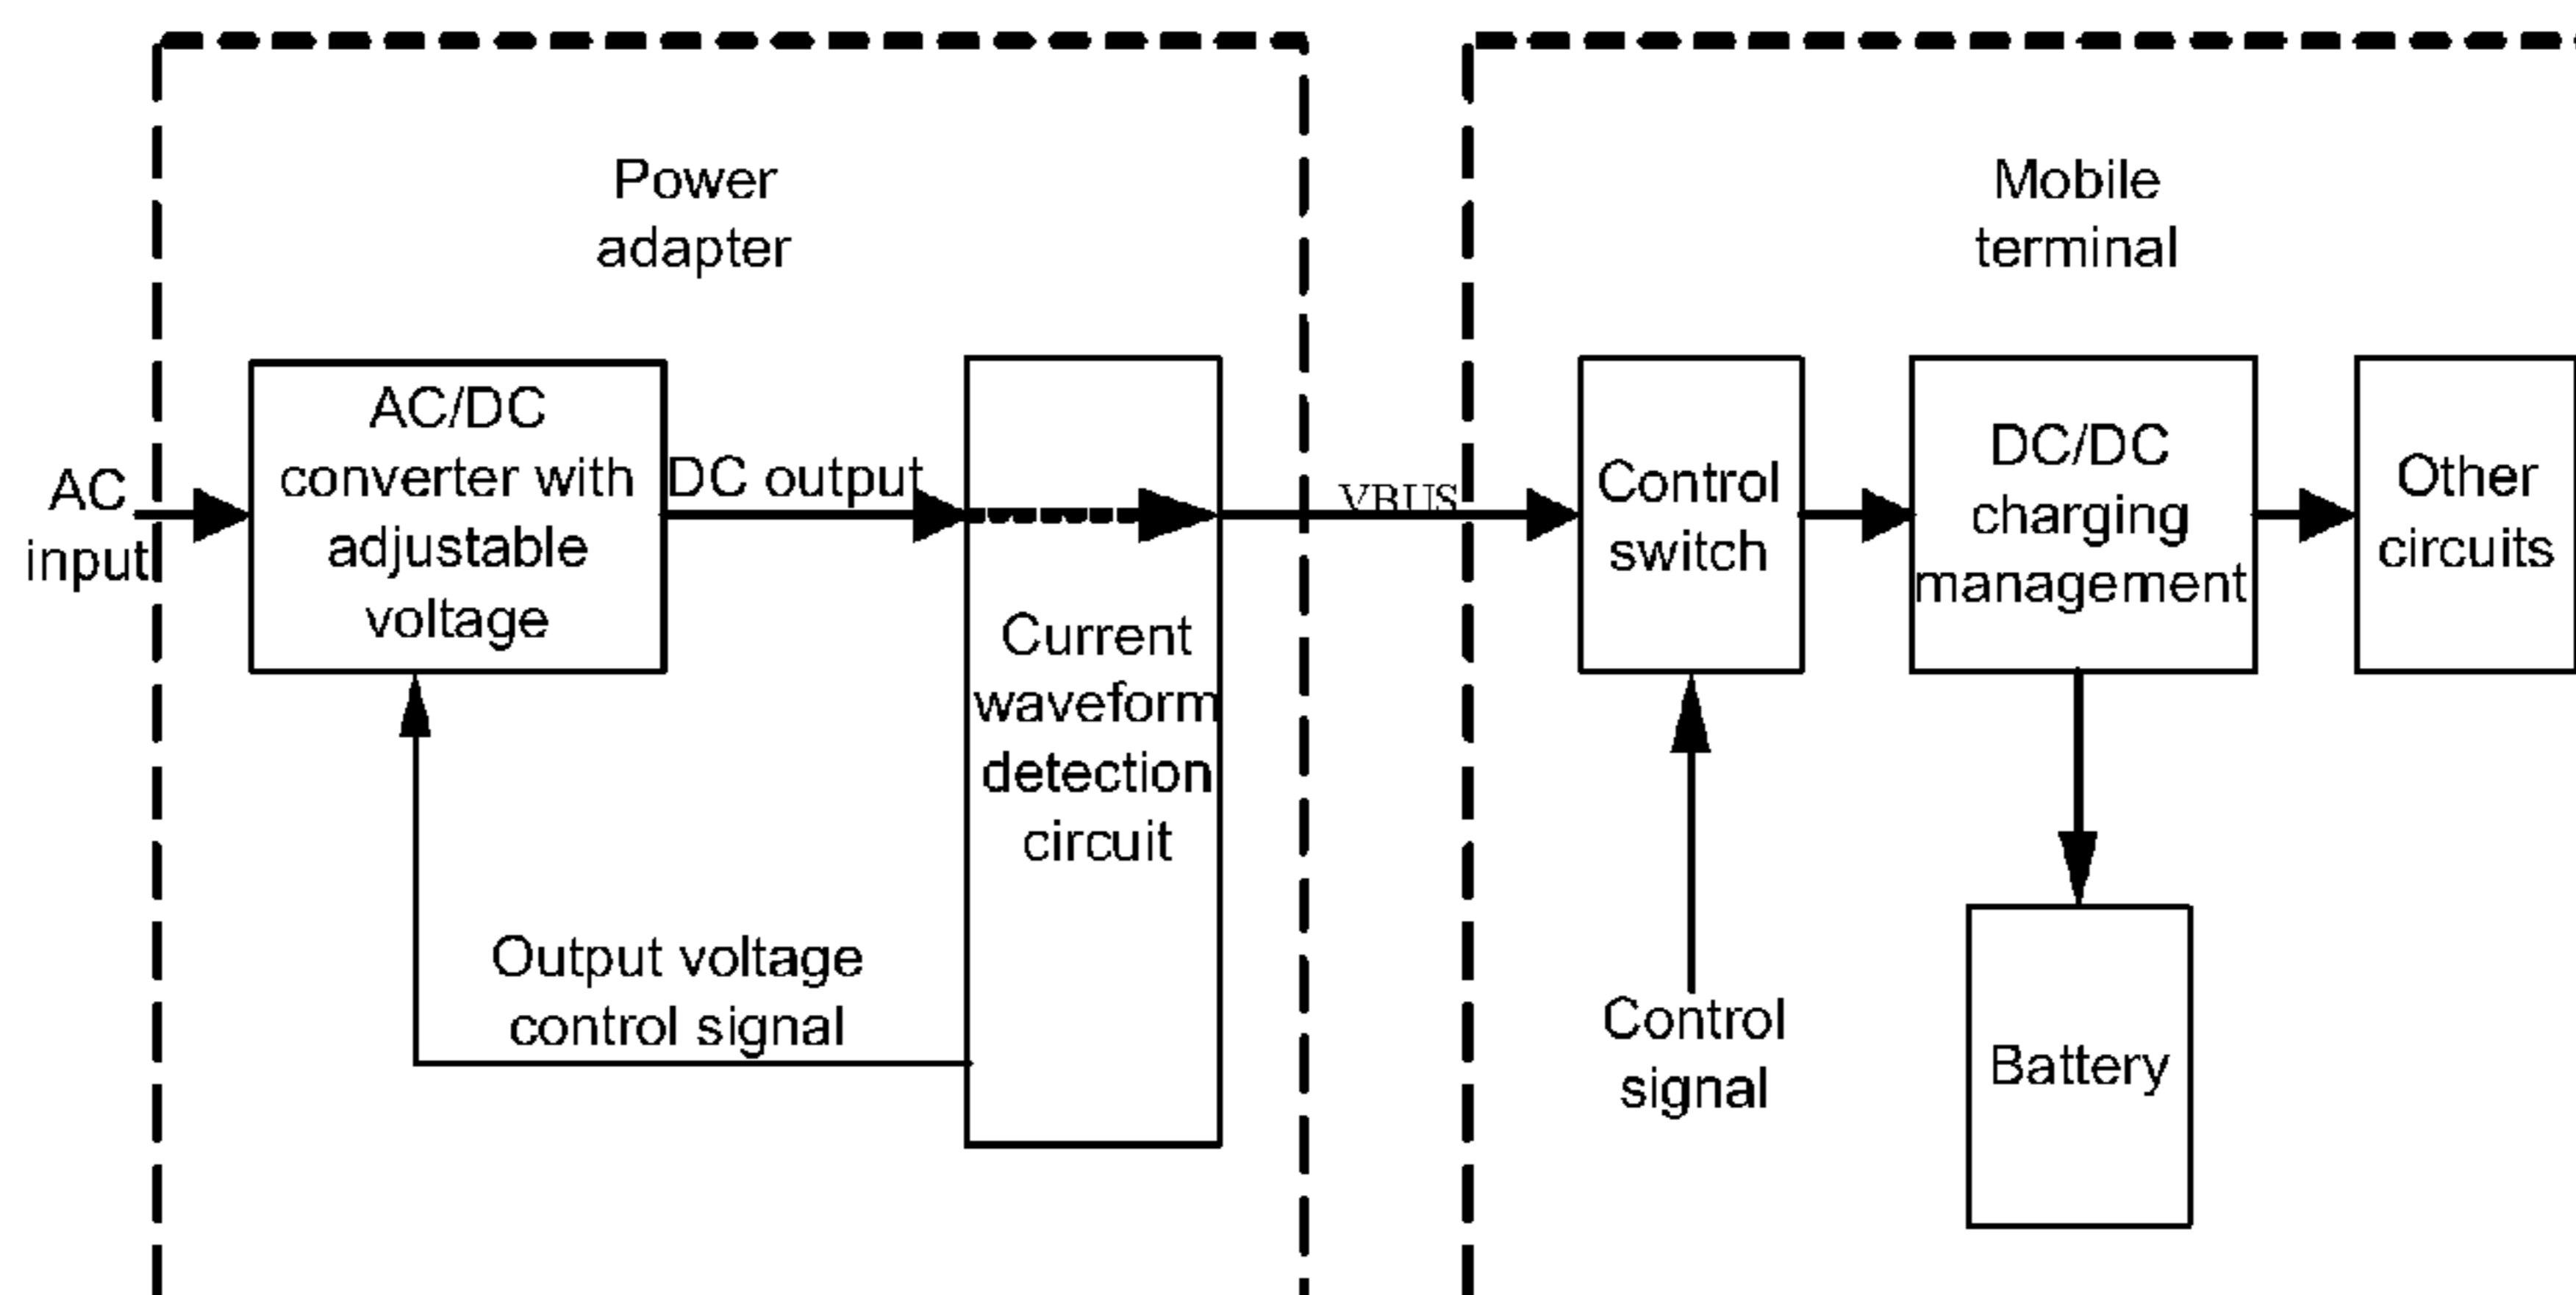 Power
adapter
Mobile
terminal
AC
input
AC/DC
converter with
adjustable
voltage
DC output
Current
waveform
detection
circuit
Output voltage
control signal
VBUS
Control
switch
Control
signal
DC/DC
charging
management
Battery
Other
circuits